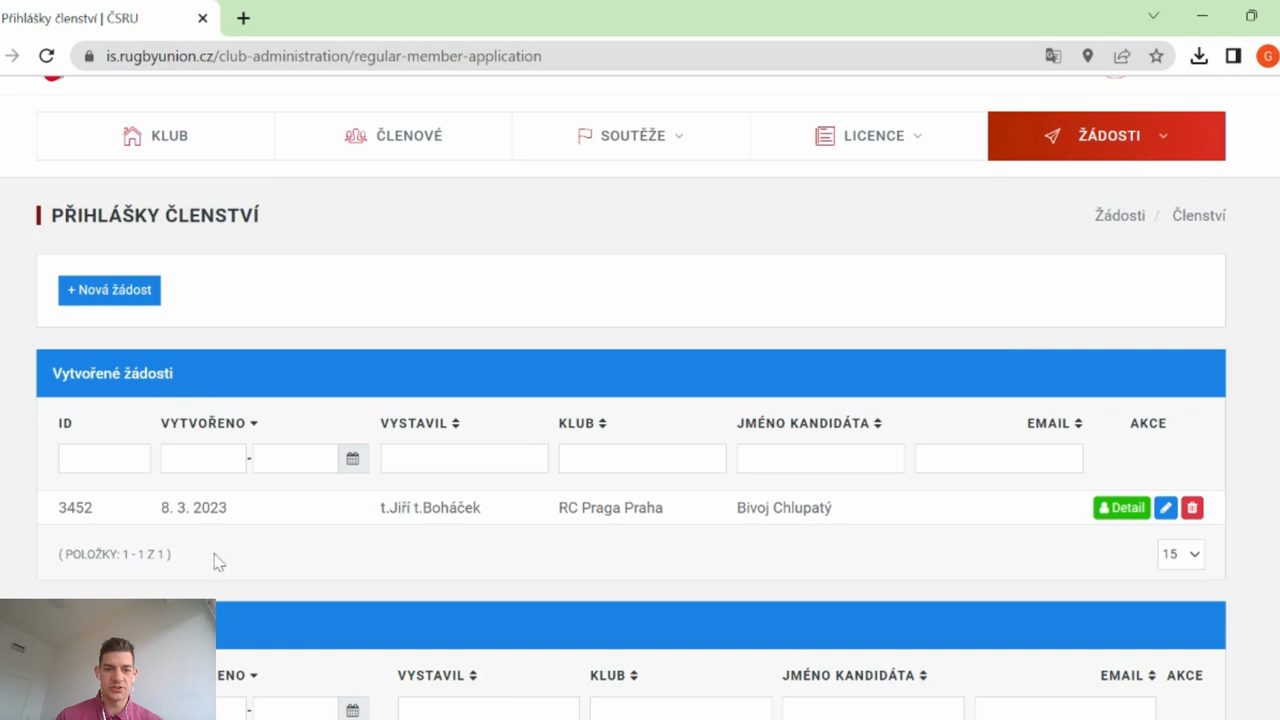 Přihlášky členství | ČSRU
is.rugbyunion.cz/club-administration/regular-member-application
G
KLUB
ČLENOVÉ
SOUTĚŽE
LICENCE
ŽÁDOSTI
PŘIHLÁŠKY ČLENSTVÍ
Žádosti / Členství
+ Nová žádost
Vytvořené žádosti
ID VYTVOŘENO VYSTAVIL KLUB JMÉNO KANDIDÁTA EMAIL AKCE
-
3452 8. 3. 2023 t.Jiří t.Boháček RC Praga Praha Bivoj Chlupatý Detail
( POLOŽKY: 1 - 1 Z 1 ) 15
ENO VYSTAVIL KLUB JMÉNO KANDIDÁTA EMAIL AKCE
-